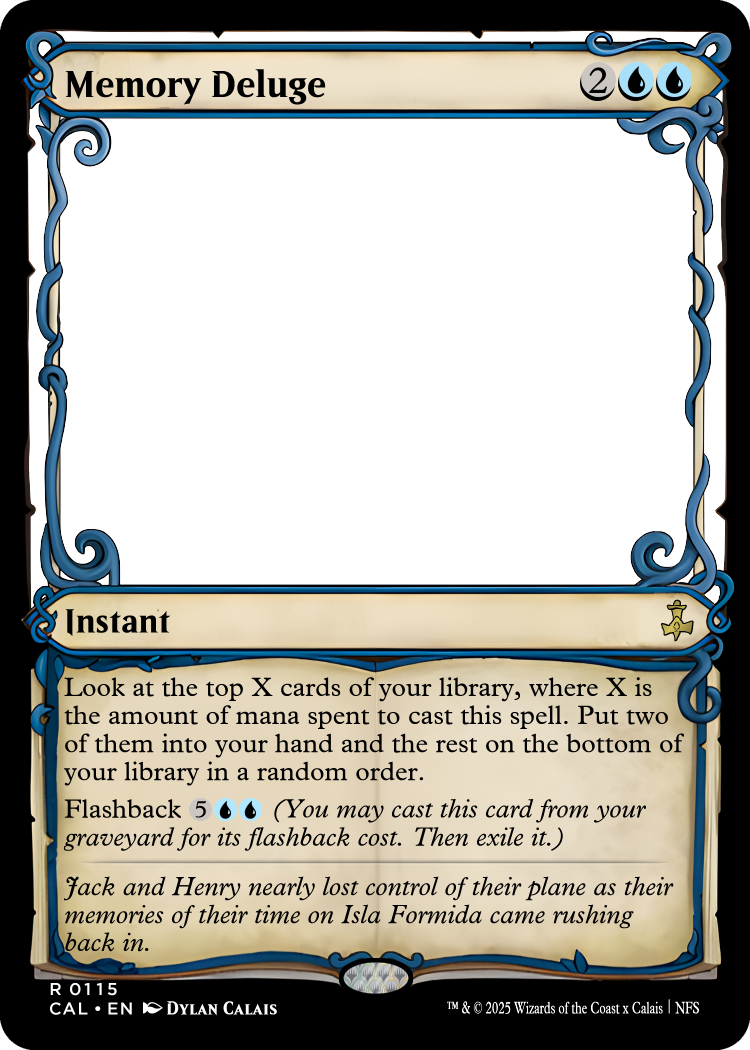 Memory Deluge 2
Instant
Look at the top X cards of your library, where X is
the amount of mana spent to cast this spell. Put two
of them into your hand and the rest on the bottom of
your library in a random order.
Flashback 5 (You may cast this card from your
graveyard for its flashback cost. Then exile it.)
Jack and Henry nearly lost control of their plane as their
memories of their time on Isla Formida came rushing
back in.
R 0115
CAL • EN DYLAN CALAIS
™ & © 2025 Wizards of the Coast x Calais | NFS